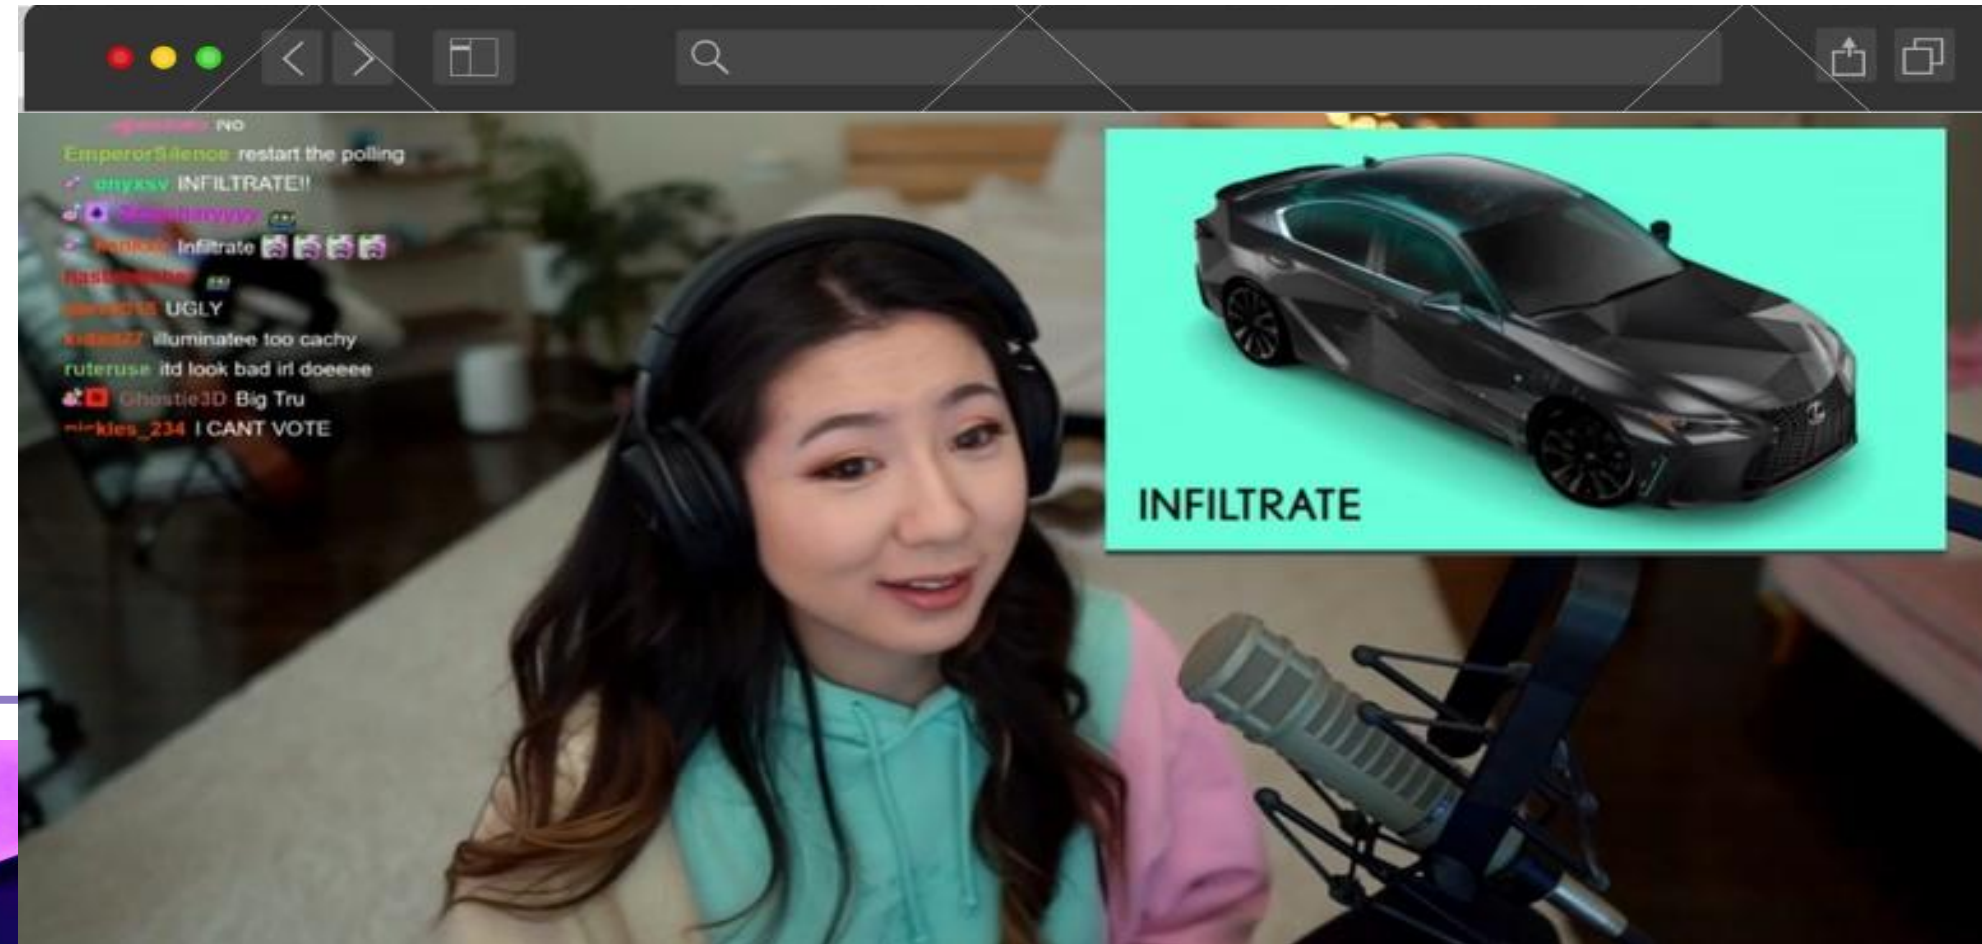 NO
EmperorSilence restart the polling
onyxsv INFILTRATE!!
Infiltrate
UGLY
illuminatee too cachy
ruteruse itd look bad irl doeeee
Ghostie3D Big Tru
I CANT VOTE
INFILTRATE